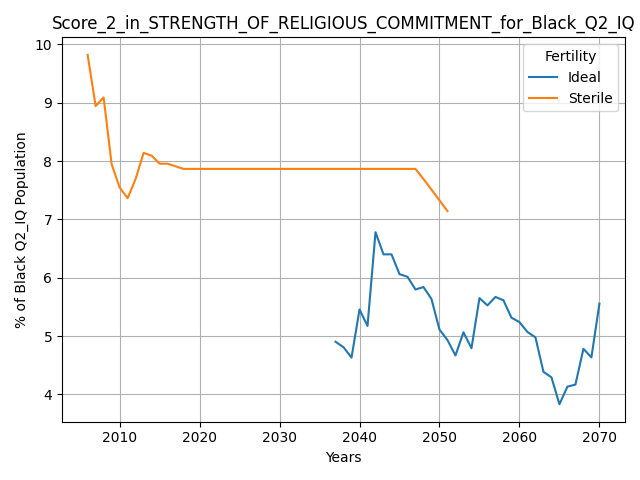 Score_2_in_STRENGTH_OF_RELIGIOUS_COMMITMENT_for_Black_Q2_IQ
Fertility
Ideal
Sterile
% of Black Q2_IQ Population
10
9
8
7
6
5
4
2010 2020 2030 2040 2050 2060 2070
Years